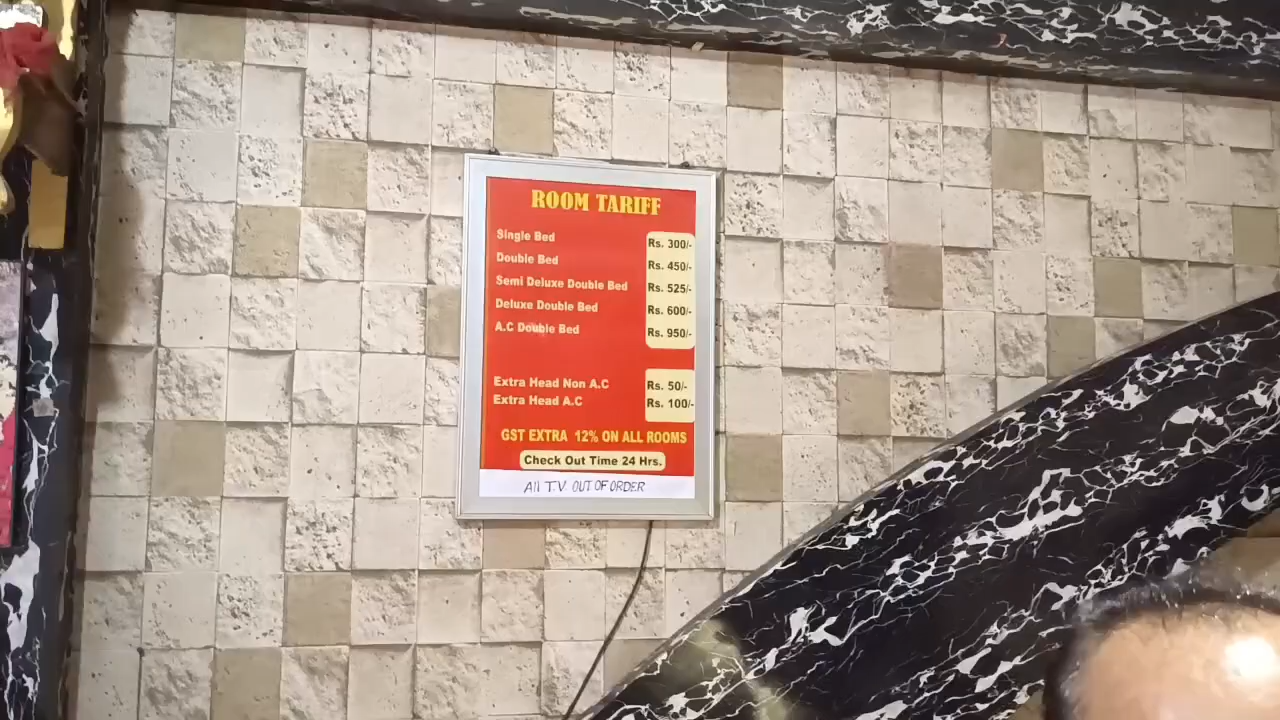 ROOM TARIFF
Single Bed Rs. 300/-
Double Bed Rs. 450/-
Semi Deluxe Double Bed Rs. 525/-
Deluxe Double Bed Rs. 600/-
A.C Double Bed Rs. 950/-
Extra Head Non A.C Rs. 50/-
Extra Head A.C Rs. 100/-
GST EXTRA 12% ON ALL ROOMS
Check Out Time 24 Hrs.
All T.V. OUT OF ORDER